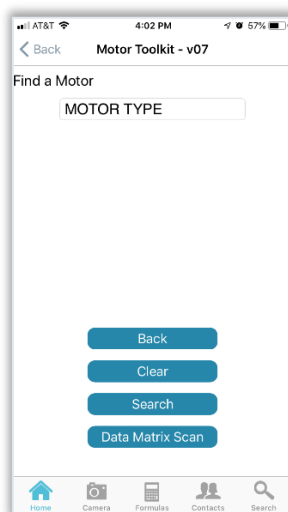 AT&T 4:02 PM 57%
Back Motor Toolkit - v07
Find a Motor
MOTOR TYPE
Back
Clear
Search
Data Matrix Scan
Home Camera Formulas Contacts Search